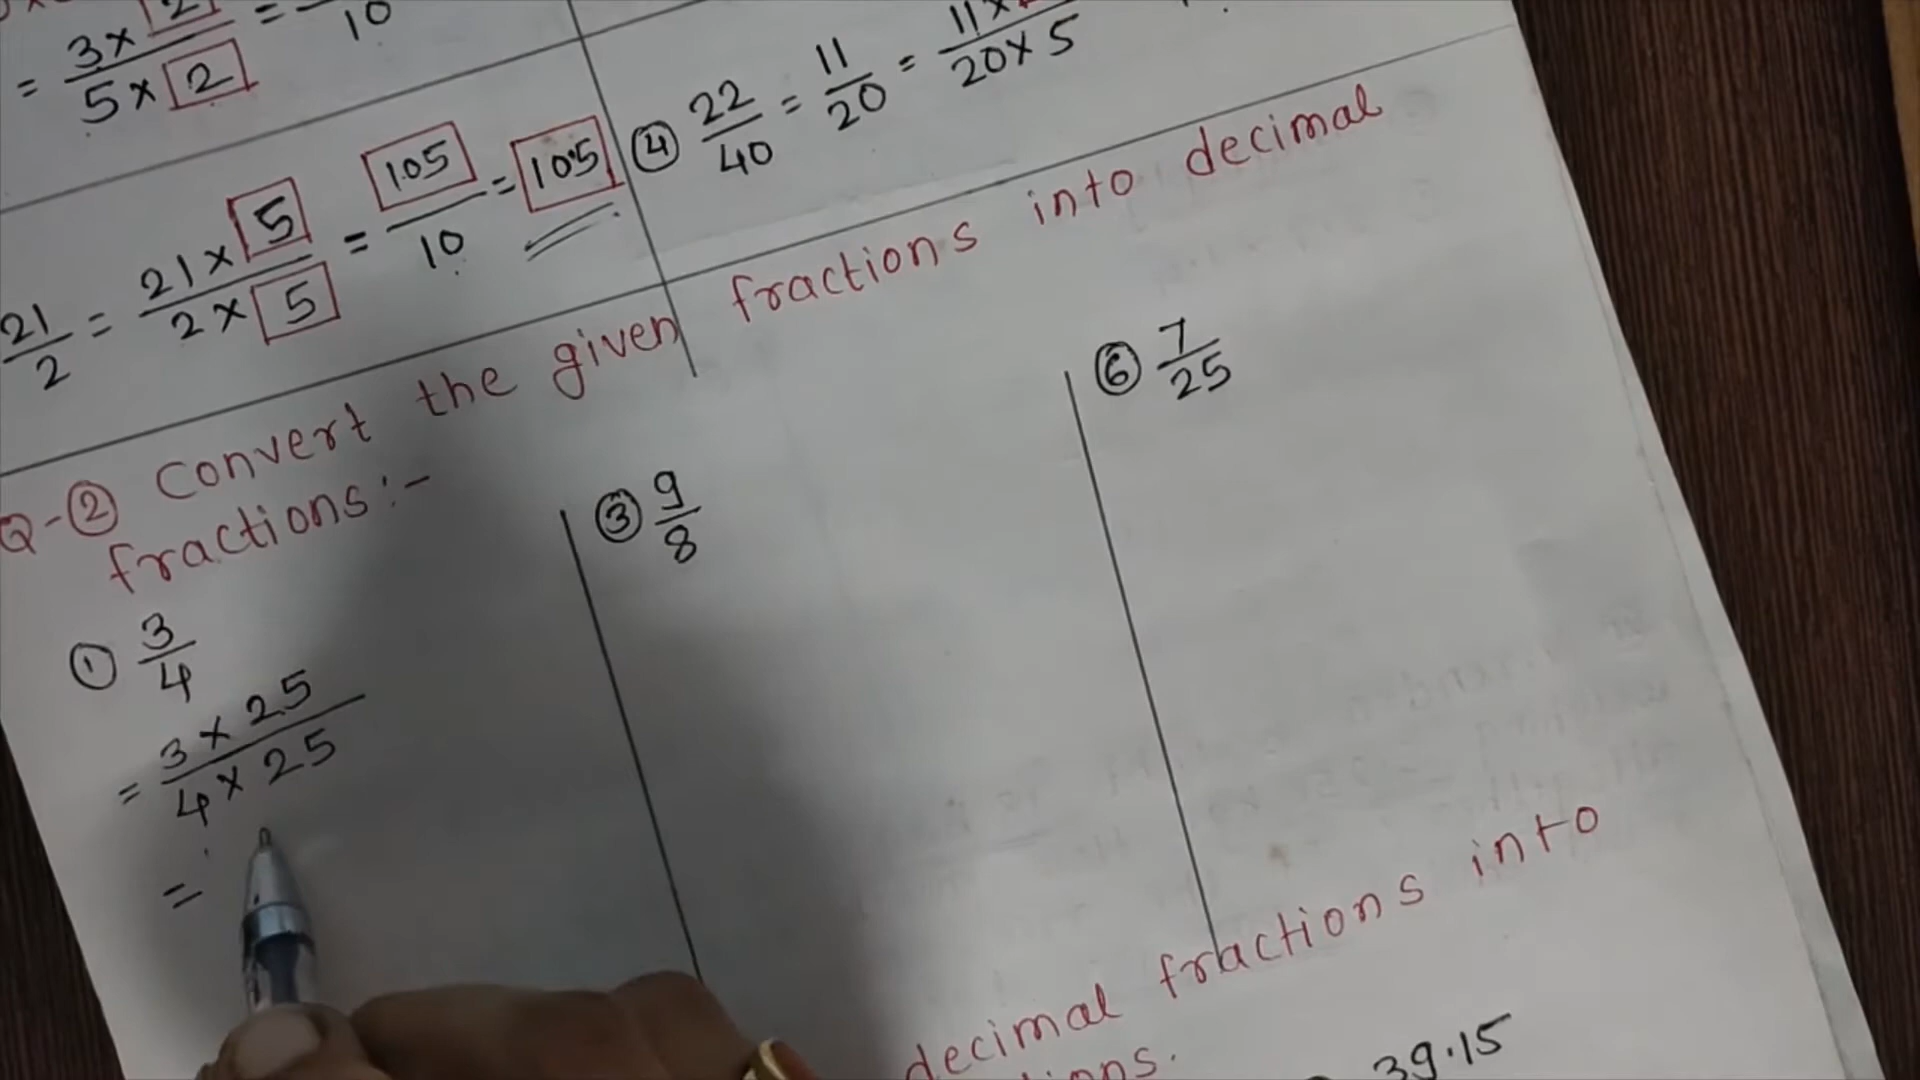 = 3 × 2 / 5 × 2 = / 10
21/2 = 21 × 5 / 2 × 5 = 105 / 10 = 10.5
④ 22/40 = 11/20 = 11 × / 20 × 5
Q-② Convert the given fractions into decimal
fractions:-
① 3/4
= 3 × 25 / 4 × 25
=
③ 9/8
⑥ 7/25
decimal fractions into
39.15